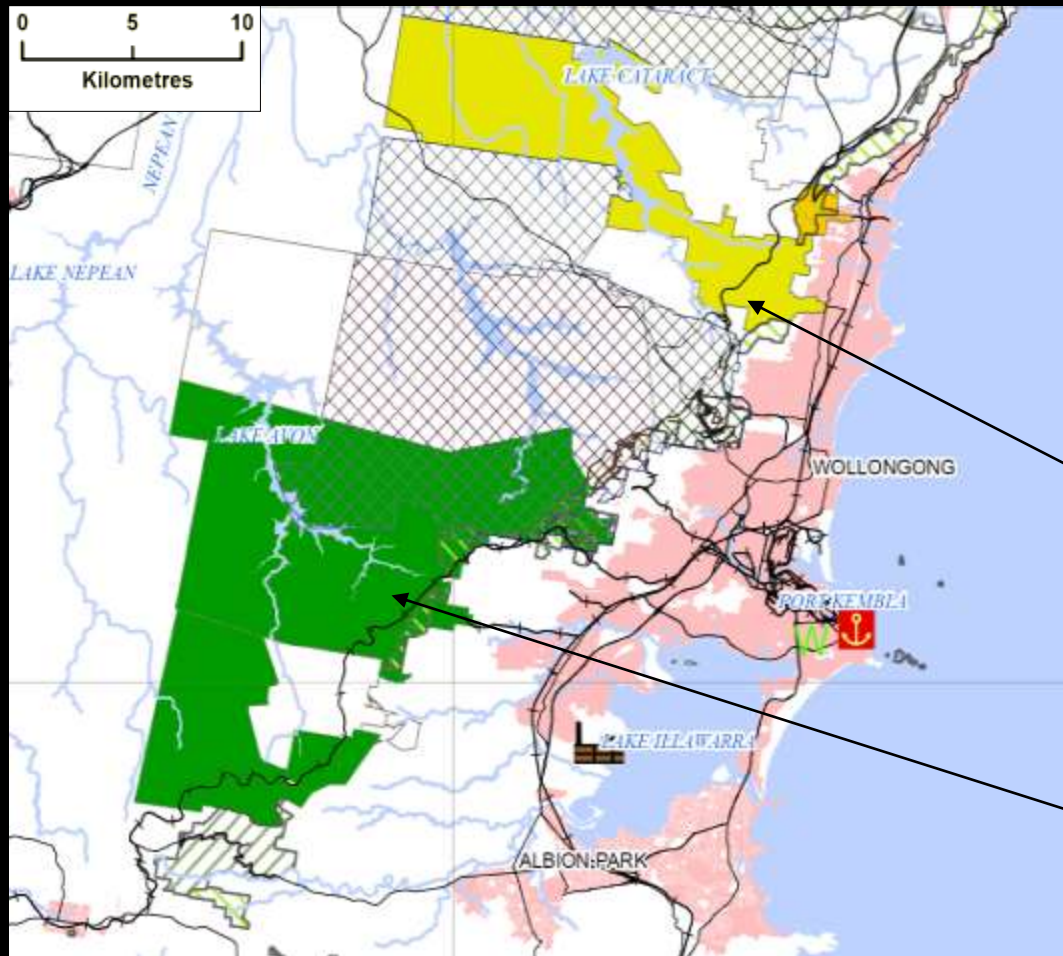 0 5 10
Kilometres
LAKE CATARACT
NEPEAN
LAKE NEPEAN
LAKE AVON
WOLLONGONG
PORT KEMBLA
LAKE ILLAWARRA
ALBION PARK